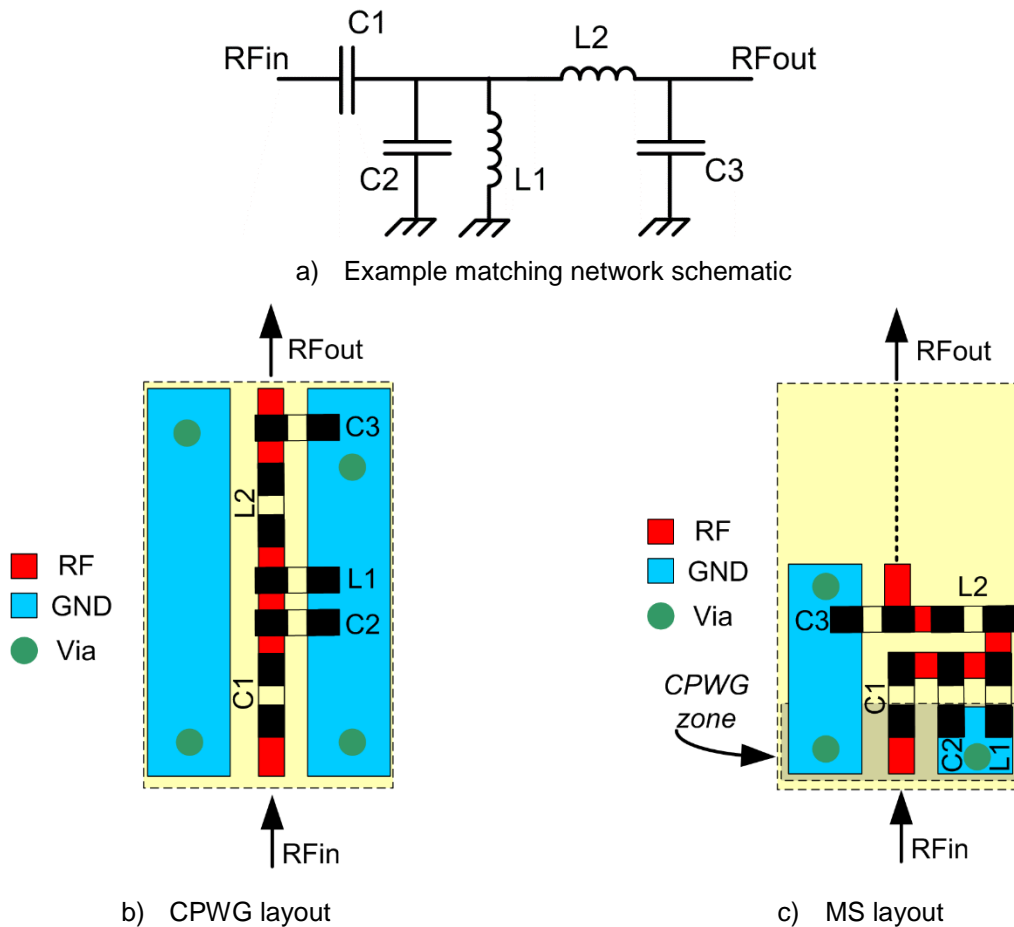 C1
L2
RFin
RFout
C2
L1
C3
a) Example matching network schematic
RFout
C3
L2
L1
C2
C1
RF
GND
Via
RFin
b) CPWG layout
RFout
RF
GND
Via
L2
C3
C1
CPWG
zone
C2
L1
RFin
c) MS layout